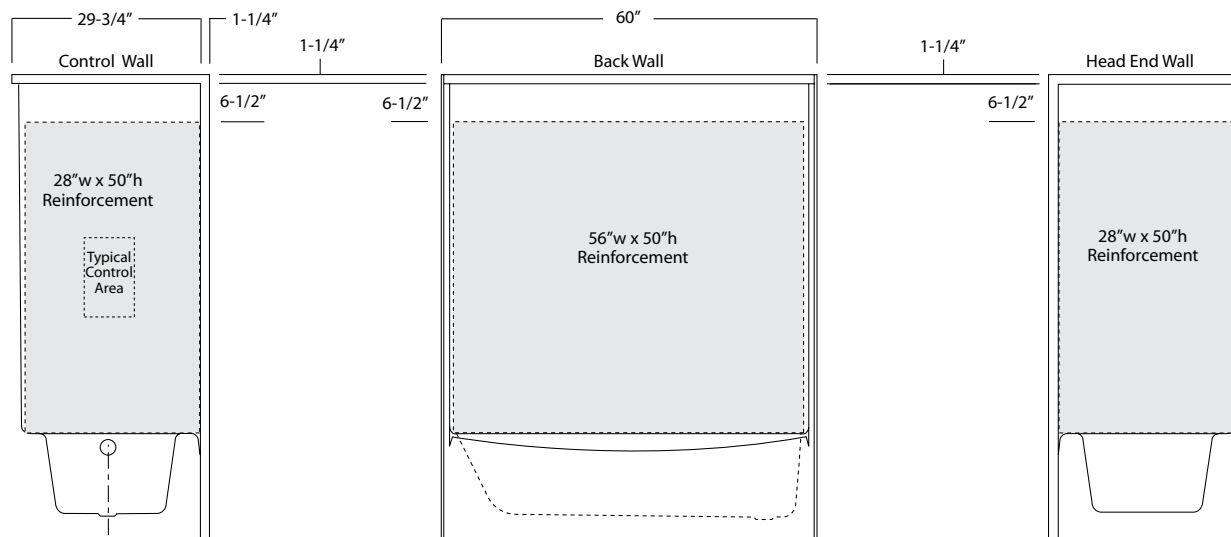 29-3/4”
1-1/4”
60”
Control Wall
1-1/4”
Back Wall
1-1/4”
Head End Wall
6-1/2”
6-1/2”
6-1/2”
28”w x 50”h
Reinforcement
Typical
Control
Area
56”w x 50”h
Reinforcement
28”w x 50”h
Reinforcement